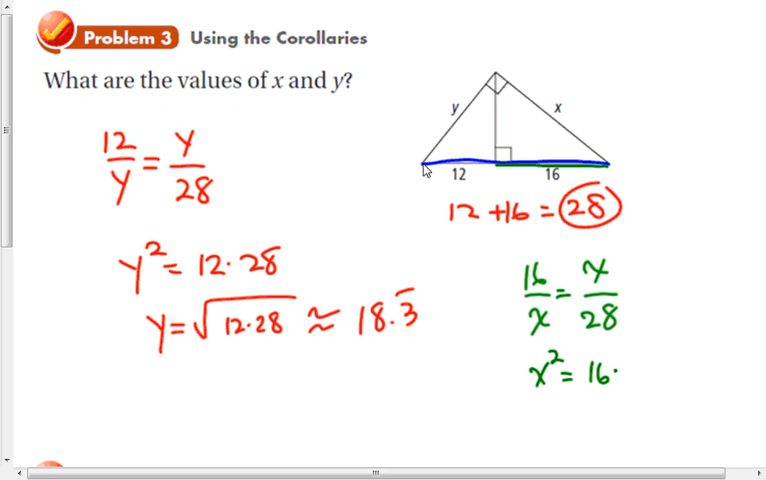 Problem 3 Using the Corollaries
What are the values of x and y?
y x
12 16
12 + 16 = 28
12/y = y/28
y² = 12·28
y = √12·28 ≈ 18.3
16/x = x/28
x² = 16·